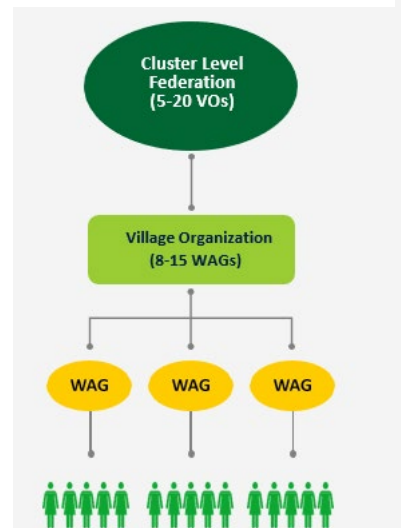 Cluster Level
Federation
(5-20 VOs)
Village Organization
(8-15 WAGs)
WAG
WAG
WAG